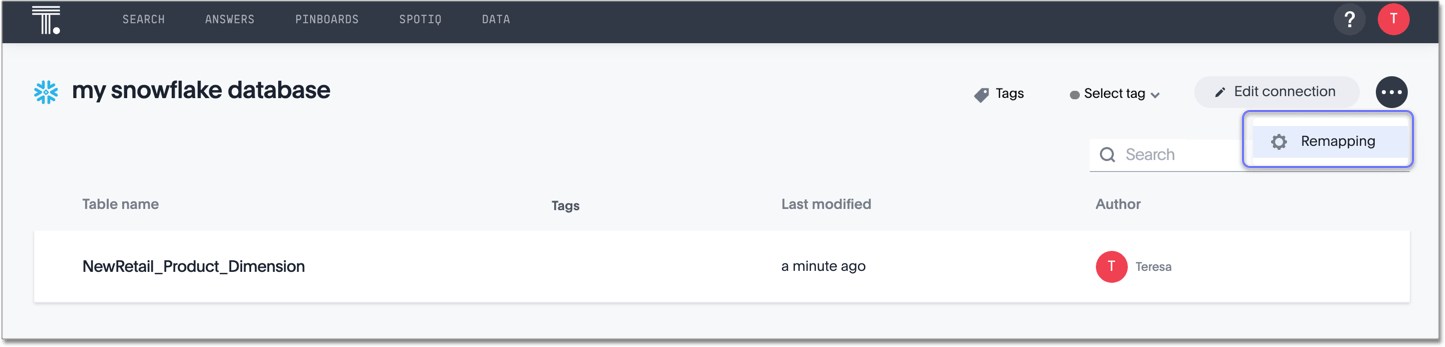 T. SEARCH ANSWERS PINBOARDS SPOTIQ DATA ? T
my snowflake database Tags Select tag Edit connection
Remapping
Search
Table name Tags Last modified Author
NewRetail_Product_Dimension a minute ago T Teresa